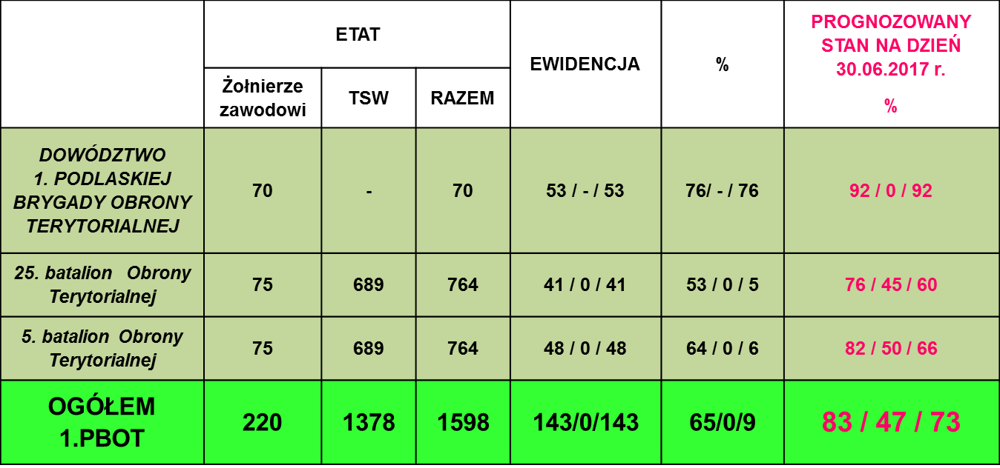 ETAT
EWIDENCJA
%
PROGNOZOWANY
STAN NA DZIEŃ
30.06.2017 r.
%
Żołnierze
zawodowi
TSW
RAZEM
DOWÓDZTWO
1. PODLASKIEJ
BRYGADY OBRONY
TERYTORIALNEJ
70
-
70
53 / - / 53
76/ - / 76
92 / 0 / 92
25. batalion Obrony
Terytorialnej
75
689
764
41 / 0 / 41
53 / 0 / 5
76 / 45 / 60
5. batalion Obrony
Terytorialnej
75
689
764
48 / 0 / 48
64 / 0 / 6
82 / 50 / 66
OGÓŁEM
1.PBOT
220
1378
1598
143/0/143
65/0/9
83 / 47 / 73